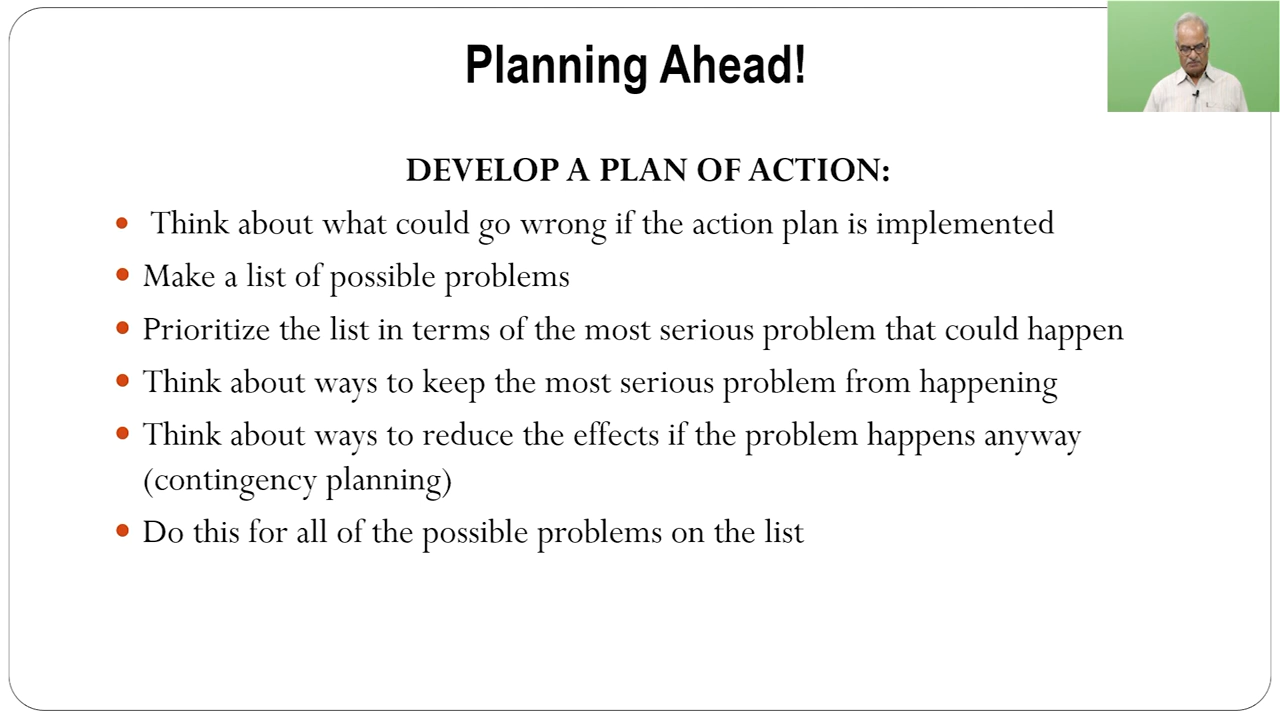 Planning Ahead!
DEVELOP A PLAN OF ACTION:
• Think about what could go wrong if the action plan is implemented
• Make a list of possible problems
• Prioritize the list in terms of the most serious problem that could happen
• Think about ways to keep the most serious problem from happening
• Think about ways to reduce the effects if the problem happens anyway
(contingency planning)
• Do this for all of the possible problems on the list